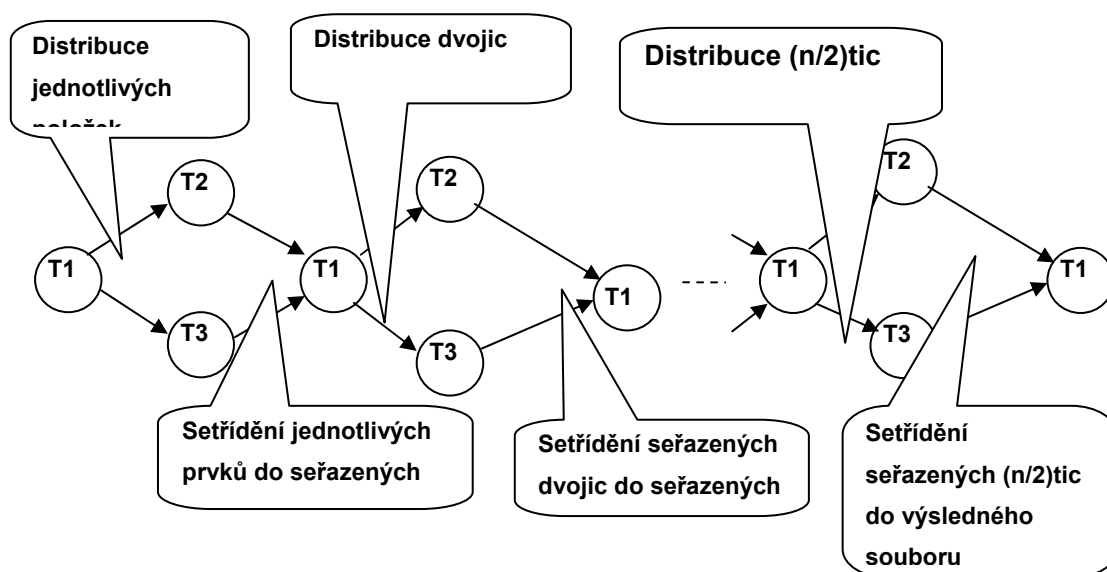 Distribuce
jednotlivých
položek
Distribuce dvojic
Distribuce (n/2)tic
T1
T2
T3
T1
T2
T3
T1
T1
T2
T3
T1
Setřídění jednotlivých
prvků do seřazených
Setřídění seřazených
dvojic do seřazených
Setřídění
seřazených (n/2)tic
do výsledného
souboru